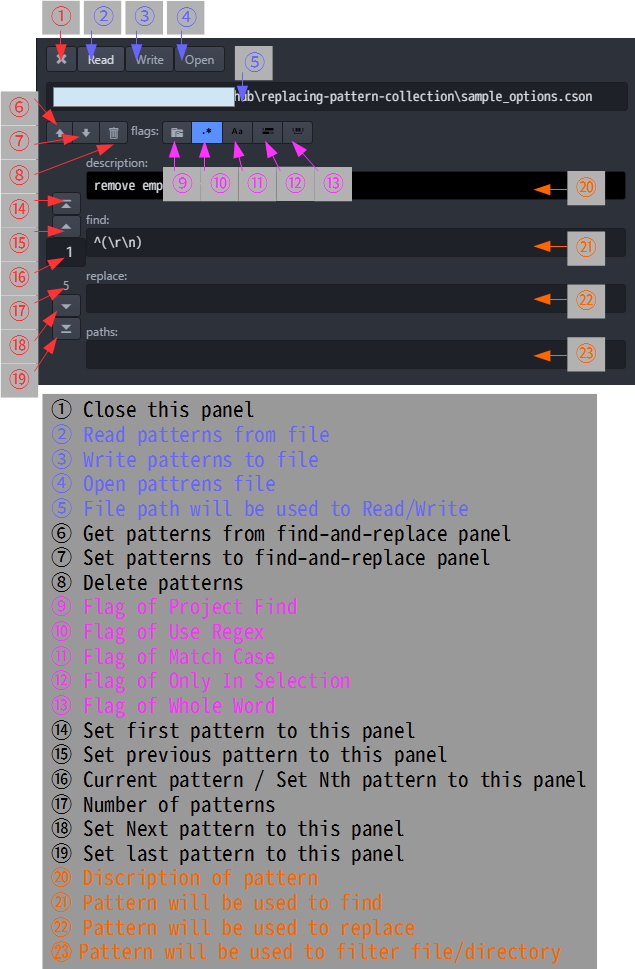 ① ② ③ ④
Read Write Open
⑤
hub\replacing-pattern-collection\sample_options.cson
⑥
flags: .* Aa
⑦
⑧
⑨ ⑩ ⑪ ⑫ ⑬
description:
remove emp
⑳
⑭
find:
⑮
^(\r\n)
㉑
1
⑯
replace:
5
⑰
㉒
⑱
paths:
㉓
⑲
① Close this panel
② Read patterns from file
③ Write patterns to file
④ Open pattrens file
⑤ File path will be used to Read/Write
⑥ Get patterns from find-and-replace panel
⑦ Set patterns to find-and-replace panel
⑧ Delete patterns
⑨ Flag of Project Find
⑩ Flag of Use Regex
⑪ Flag of Match Case
⑫ Flag of Only In Selection
⑬ Flag of Whole Word
⑭ Set first pattern to this panel
⑮ Set previous pattern to this panel
⑯ Current pattern / Set Nth pattern to this panel
⑰ Number of patterns
⑱ Set Next pattern to this panel
⑲ Set last pattern to this panel
⑳ Discription of pattern
㉑ Pattern will be used to find
㉒ Pattern will be used to replace
㉓ Pattern will be used to filter file/directory